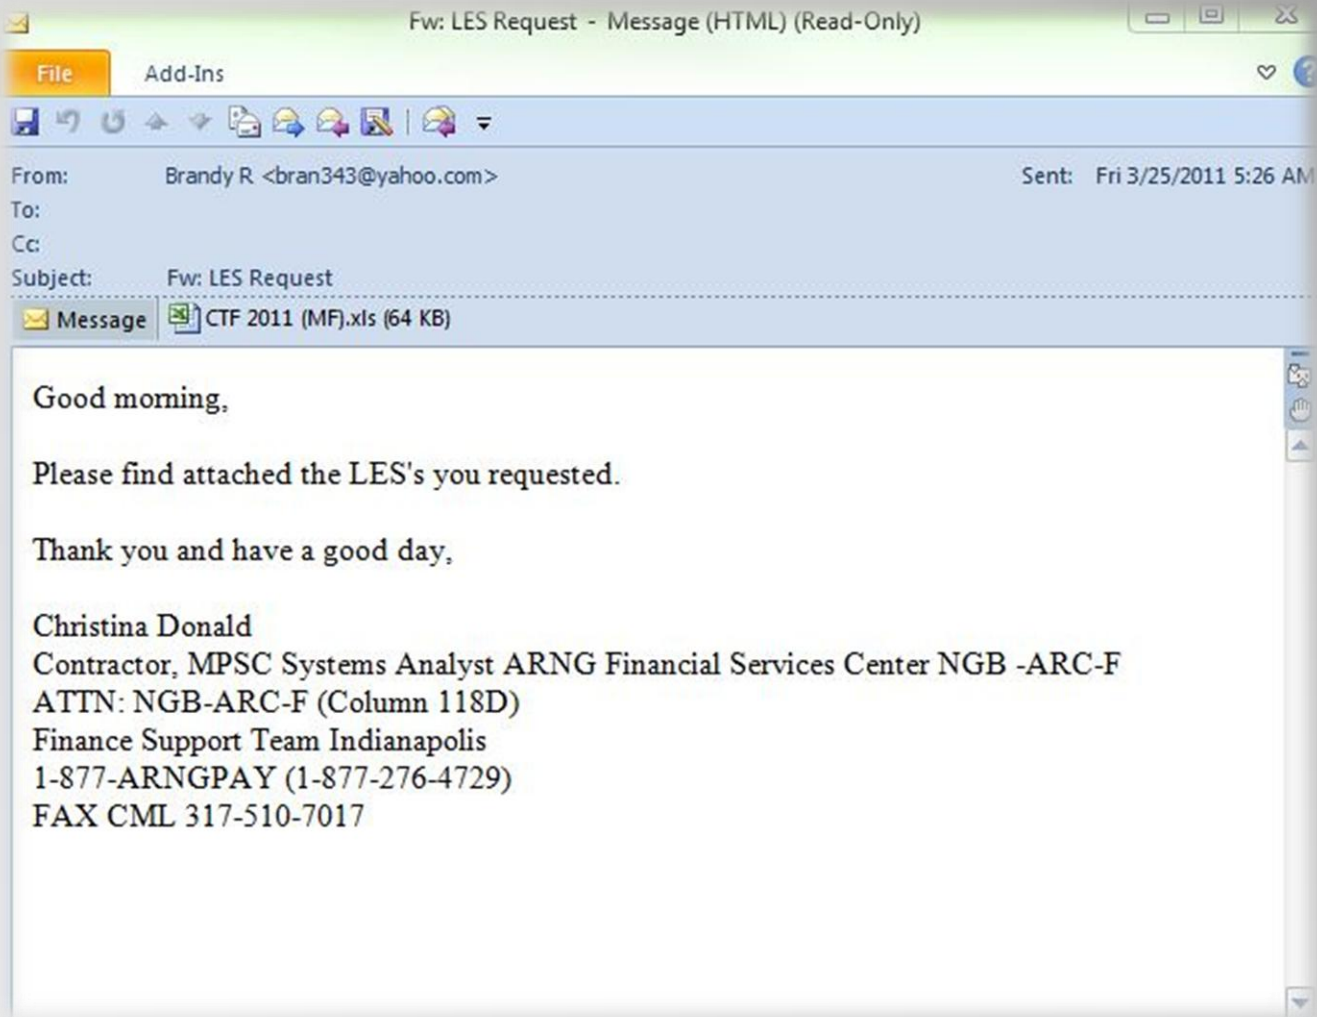 Fw: LES Request - Message (HTML) (Read-Only)
File Add-Ins
From: Brandy R <bran343@yahoo.com> Sent: Fri 3/25/2011 5:26 AM
To:
Cc:
Subject: Fw: LES Request
Message CTF 2011 (MF).xls (64 KB)
Good morning,
Please find attached the LES's you requested.
Thank you and have a good day,
Christina Donald
Contractor, MPSC Systems Analyst ARNG Financial Services Center NGB -ARC-F
ATTN: NGB-ARC-F (Column 118D)
Finance Support Team Indianapolis
1-877-ARNGPAY (1-877-276-4729)
FAX CML 317-510-7017